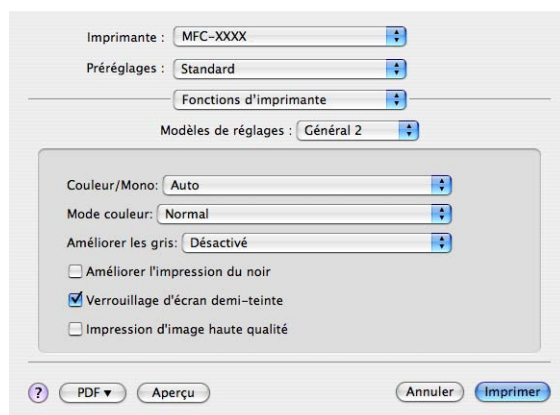 Imprimante : MFC-XXXX
Préréglages : Standard
Fonctions d'imprimante
Modèles de réglages : Général 2
Couleur/Mono: Auto
Mode couleur: Normal
Améliorer les gris: Désactivé
Améliorer l'impression du noir
Verrouillage d'écran demi-teinte
Impression d'image haute qualité
? PDF ▼ Aperçu Annuler Imprimer